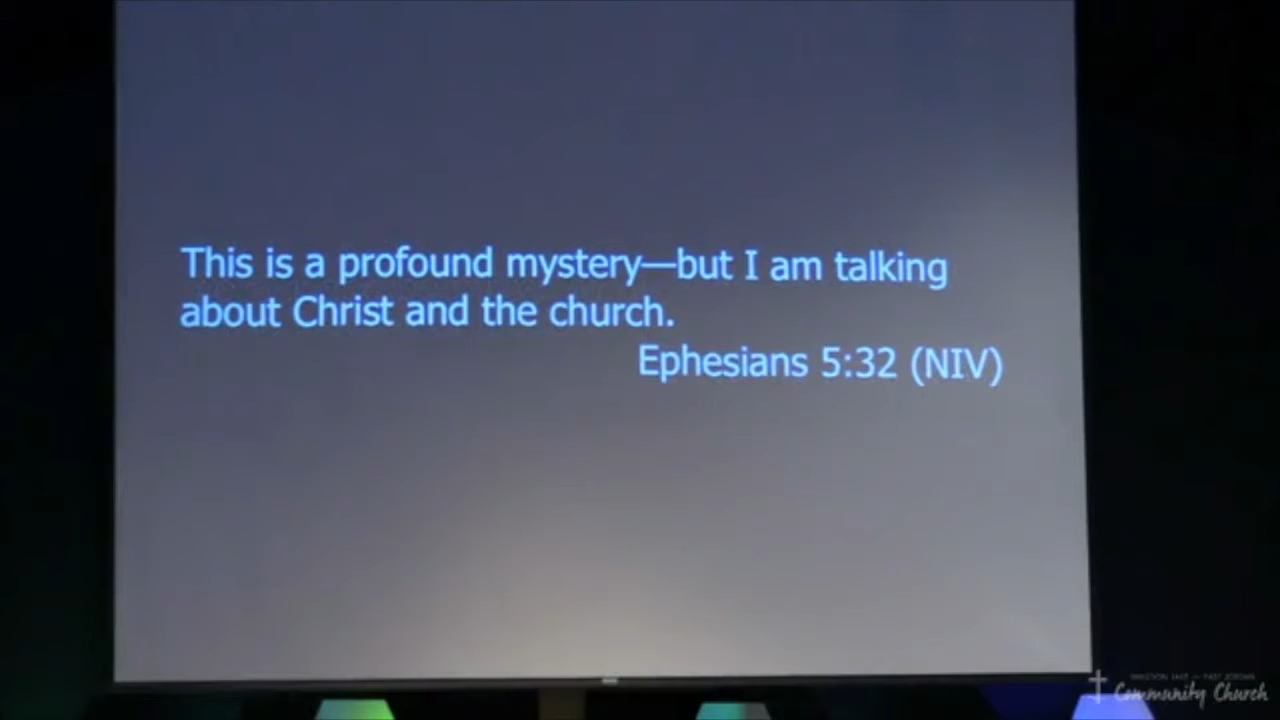 This is a profound mystery—but I am talking
about Christ and the church.
Ephesians 5:32 (NIV)
Community Church